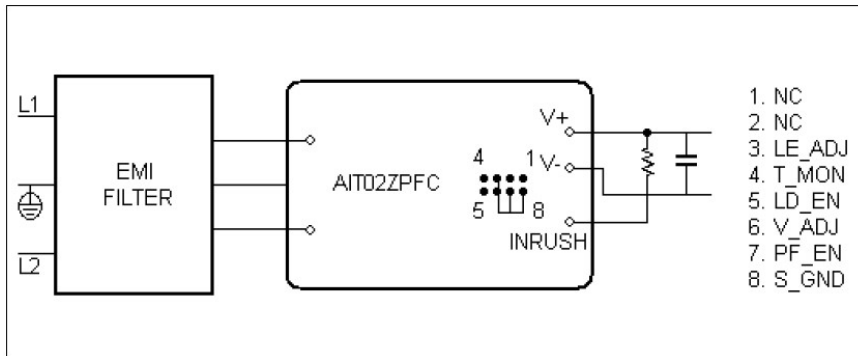 L1
L2
EMI
FILTER
AIT02ZPFC
4 1
5 8
V+
V-
INRUSH
1. NC
2. NC
3. LE_ADJ
4. T_MON
5. LD_EN
6. V_ADJ
7. PF_EN
8. S_GND